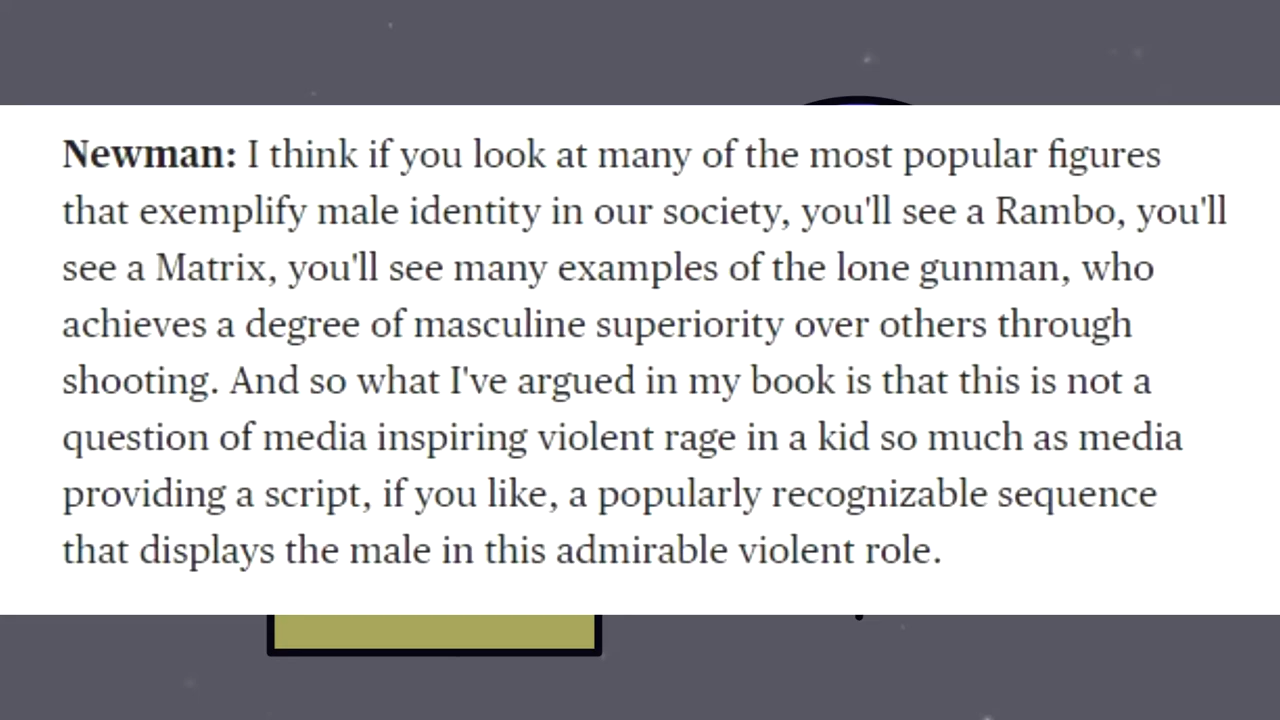 Newman: I think if you look at many of the most popular figures
that exemplify male identity in our society, you'll see a Rambo, you'll
see a Matrix, you'll see many examples of the lone gunman, who
achieves a degree of masculine superiority over others through
shooting. And so what I've argued in my book is that this is not a
question of media inspiring violent rage in a kid so much as media
providing a script, if you like, a popularly recognizable sequence
that displays the male in this admirable violent role.